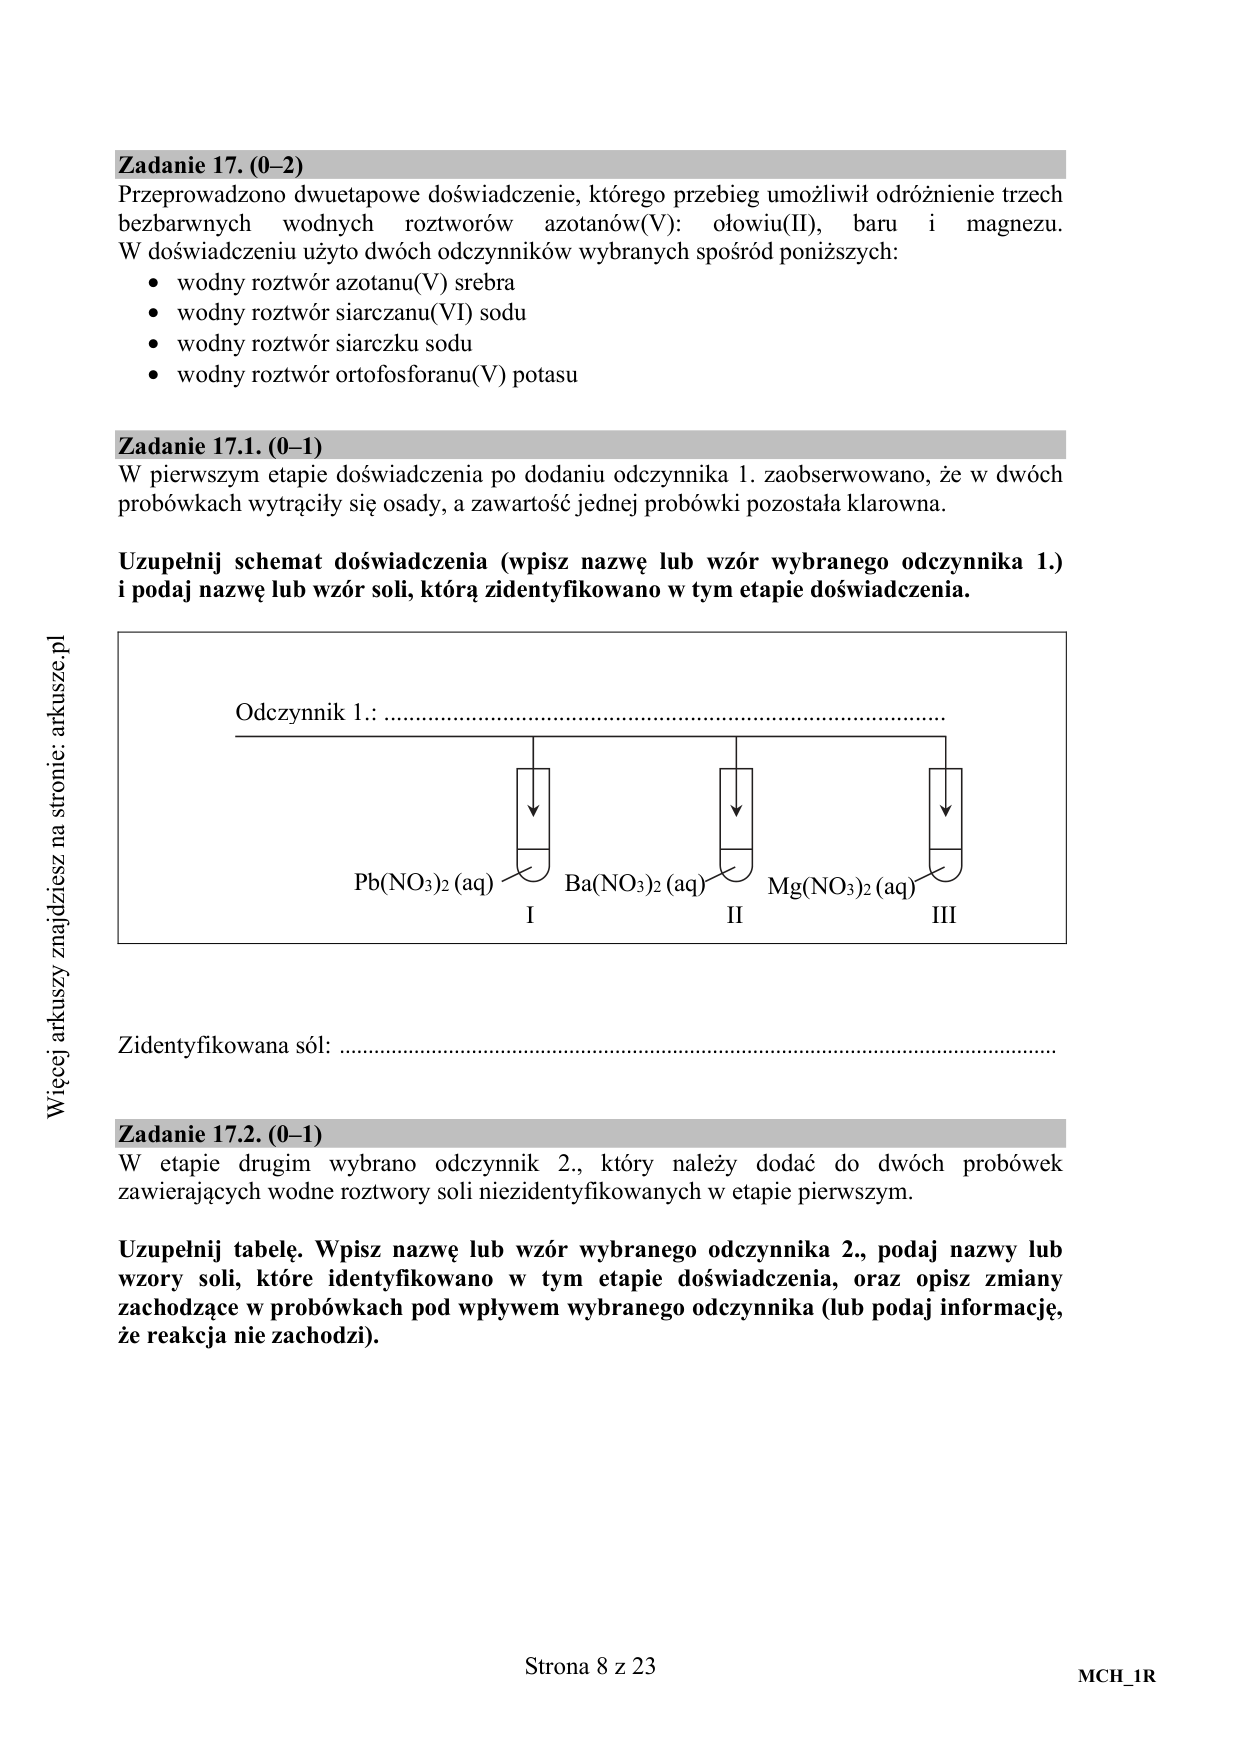 Zadanie 17. (0–2)
Przeprowadzono dwuetapowe doświadczenie, którego przebieg umożliwił odróżnienie trzech
bezbarwnych wodnych roztworów azotanów(V): ołowiu(II), baru i magnezu.
W doświadczeniu użyto dwóch odczynników wybranych spośród poniższych:
• wodny roztwór azotanu(V) srebra
• wodny roztwór siarczanu(VI) sodu
• wodny roztwór siarczku sodu
• wodny roztwór ortofosforanu(V) potasu
Zadanie 17.1. (0–1)
W pierwszym etapie doświadczenia po dodaniu odczynnika 1. zaobserwowano, że w dwóch
probówkach wytrąciły się osady, a zawartość jednej probówki pozostała klarowna.
Uzupełnij schemat doświadczenia (wpisz nazwę lub wzór wybranego odczynnika 1.)
i podaj nazwę lub wzór soli, którą zidentyfikowano w tym etapie doświadczenia.
Odczynnik 1.: ..........................................................................................
Pb(NO3)2 (aq) Ba(NO3)2 (aq) Mg(NO3)2 (aq)
I II III
Zidentyfikowana sól: ............................................................................................................................
Zadanie 17.2. (0–1)
W etapie drugim wybrano odczynnik 2., który należy dodać do dwóch probówek
zawierających wodne roztwory soli niezidentyfikowanych w etapie pierwszym.
Uzupełnij tabelę. Wpisz nazwę lub wzór wybranego odczynnika 2., podaj nazwy lub
wzory soli, które identyfikowano w tym etapie doświadczenia, oraz opisz zmiany
zachodzące w probówkach pod wpływem wybranego odczynnika (lub podaj informację,
że reakcja nie zachodzi).
Więcej arkuszy znajdziesz na stronie: arkusze.pl
Strona 8 z 23
MCH_1R